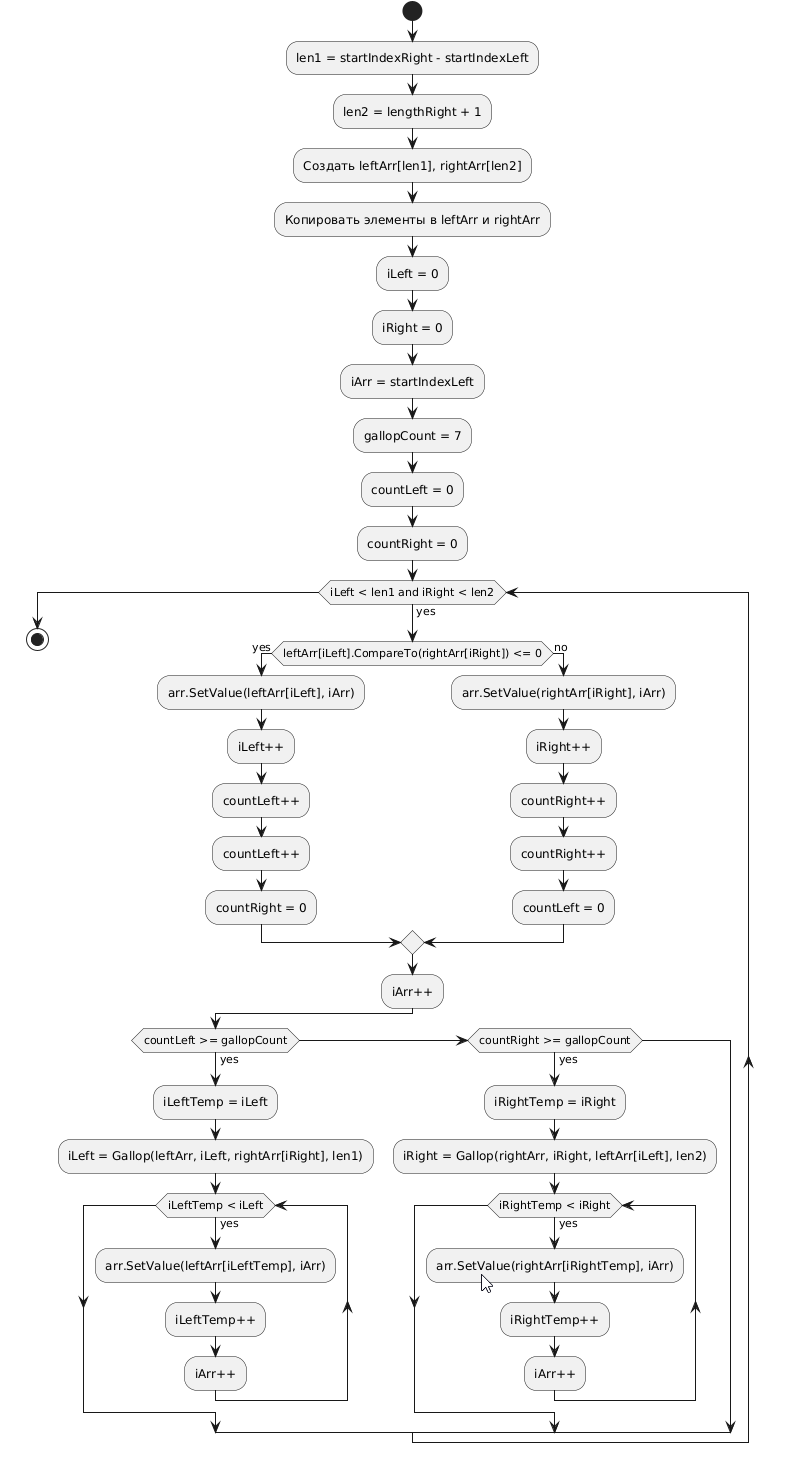 len1 = startIndexRight - startIndexLeft
len2 = lengthRight + 1
Создать leftArr[len1], rightArr[len2]
Копировать элементы в leftArr и rightArr
iLeft = 0
iRight = 0
iArr = startIndexLeft
gallopCount = 7
countLeft = 0
countRight = 0
iLeft < len1 and iRight < len2
yes
leftArr[iLeft].CompareTo(rightArr[iRight]) <= 0
yes
arr.SetValue(leftArr[iLeft], iArr)
iLeft++
countLeft++
countLeft++
countRight = 0
no
arr.SetValue(rightArr[iRight], iArr)
iRight++
countRight++
countRight++
countLeft = 0
iArr++
countLeft >= gallopCount
yes
iLeftTemp = iLeft
iLeft = Gallop(leftArr, iLeft, rightArr[iRight], len1)
iLeftTemp < iLeft
yes
arr.SetValue(leftArr[iLeftTemp], iArr)
iLeftTemp++
iArr++
countRight >= gallopCount
yes
iRightTemp = iRight
iRight = Gallop(rightArr, iRight, leftArr[iLeft], len2)
iRightTemp < iRight
yes
arr.SetValue(rightArr[iRightTemp], iArr)
iRightTemp++
iArr++